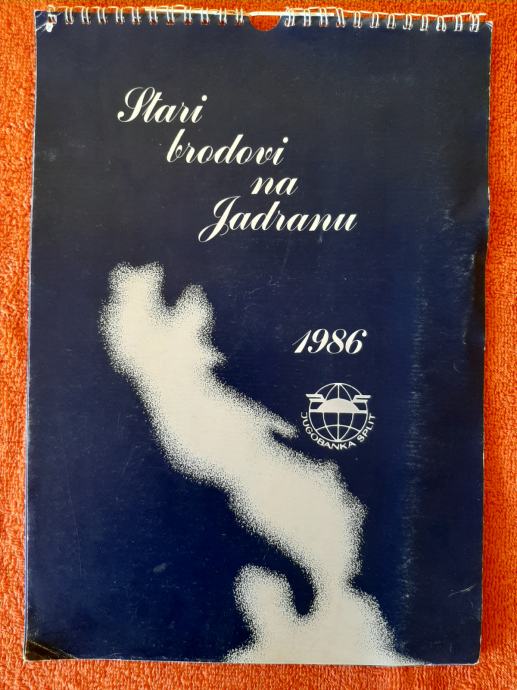 Stari
brodovi
na
Jadranu
1986
JUGOBANKA SPLIT